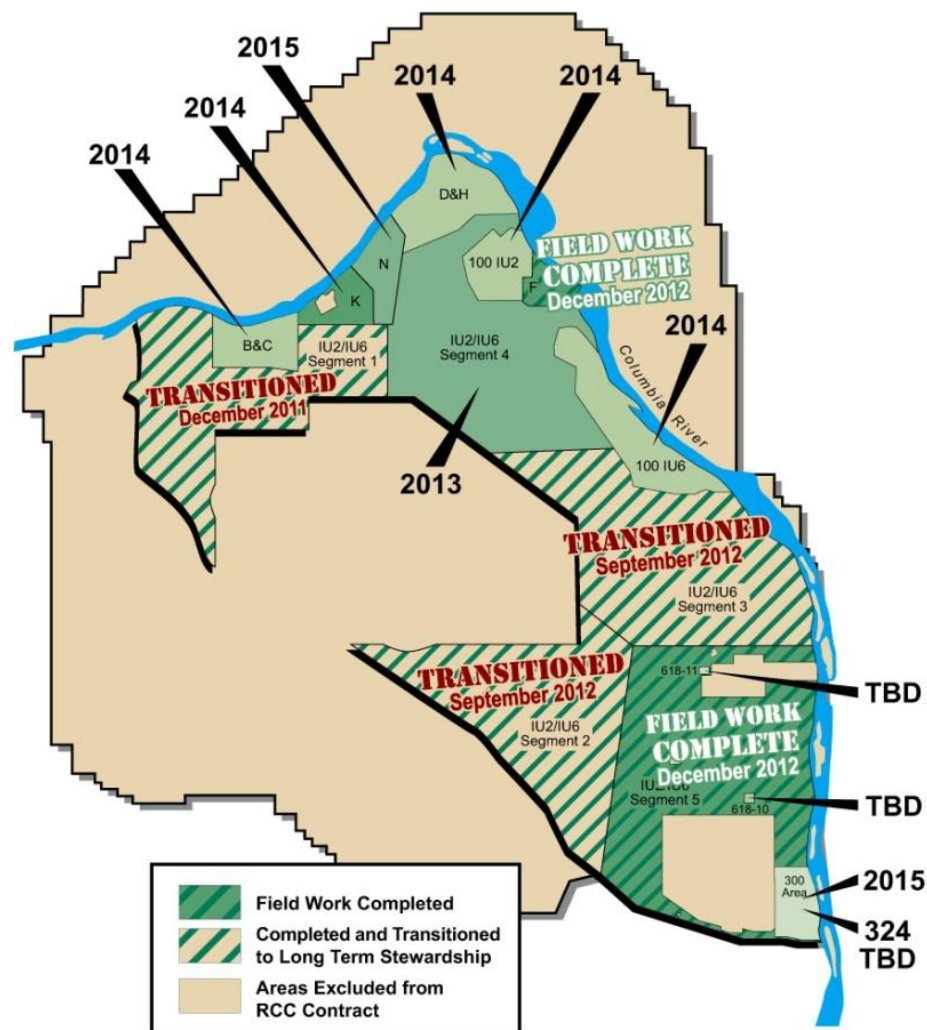 2015
2014
2014
2014
2014
D&H
FIELD WORK
COMPLETE
December 2012
N
100 IU2
F
K
2014
B&C
IU2/IU6
Segment 1
IU2/IU6
Segment 4
Columbia River
TRANSITIONED
December 2011
100 IU6
2013
TRANSITIONED
September 2012
IU2/IU6
Segment 3
TRANSITIONED
September 2012
618-11
TBD
IU2/IU6
Segment 2
FIELD WORK
COMPLETE
December 2012
IU2/IU6
Segment 5
618-10
TBD
300
Area
2015
324
TBD
Field Work Completed
Completed and Transitioned
to Long Term Stewardship
Areas Excluded from
RCC Contract